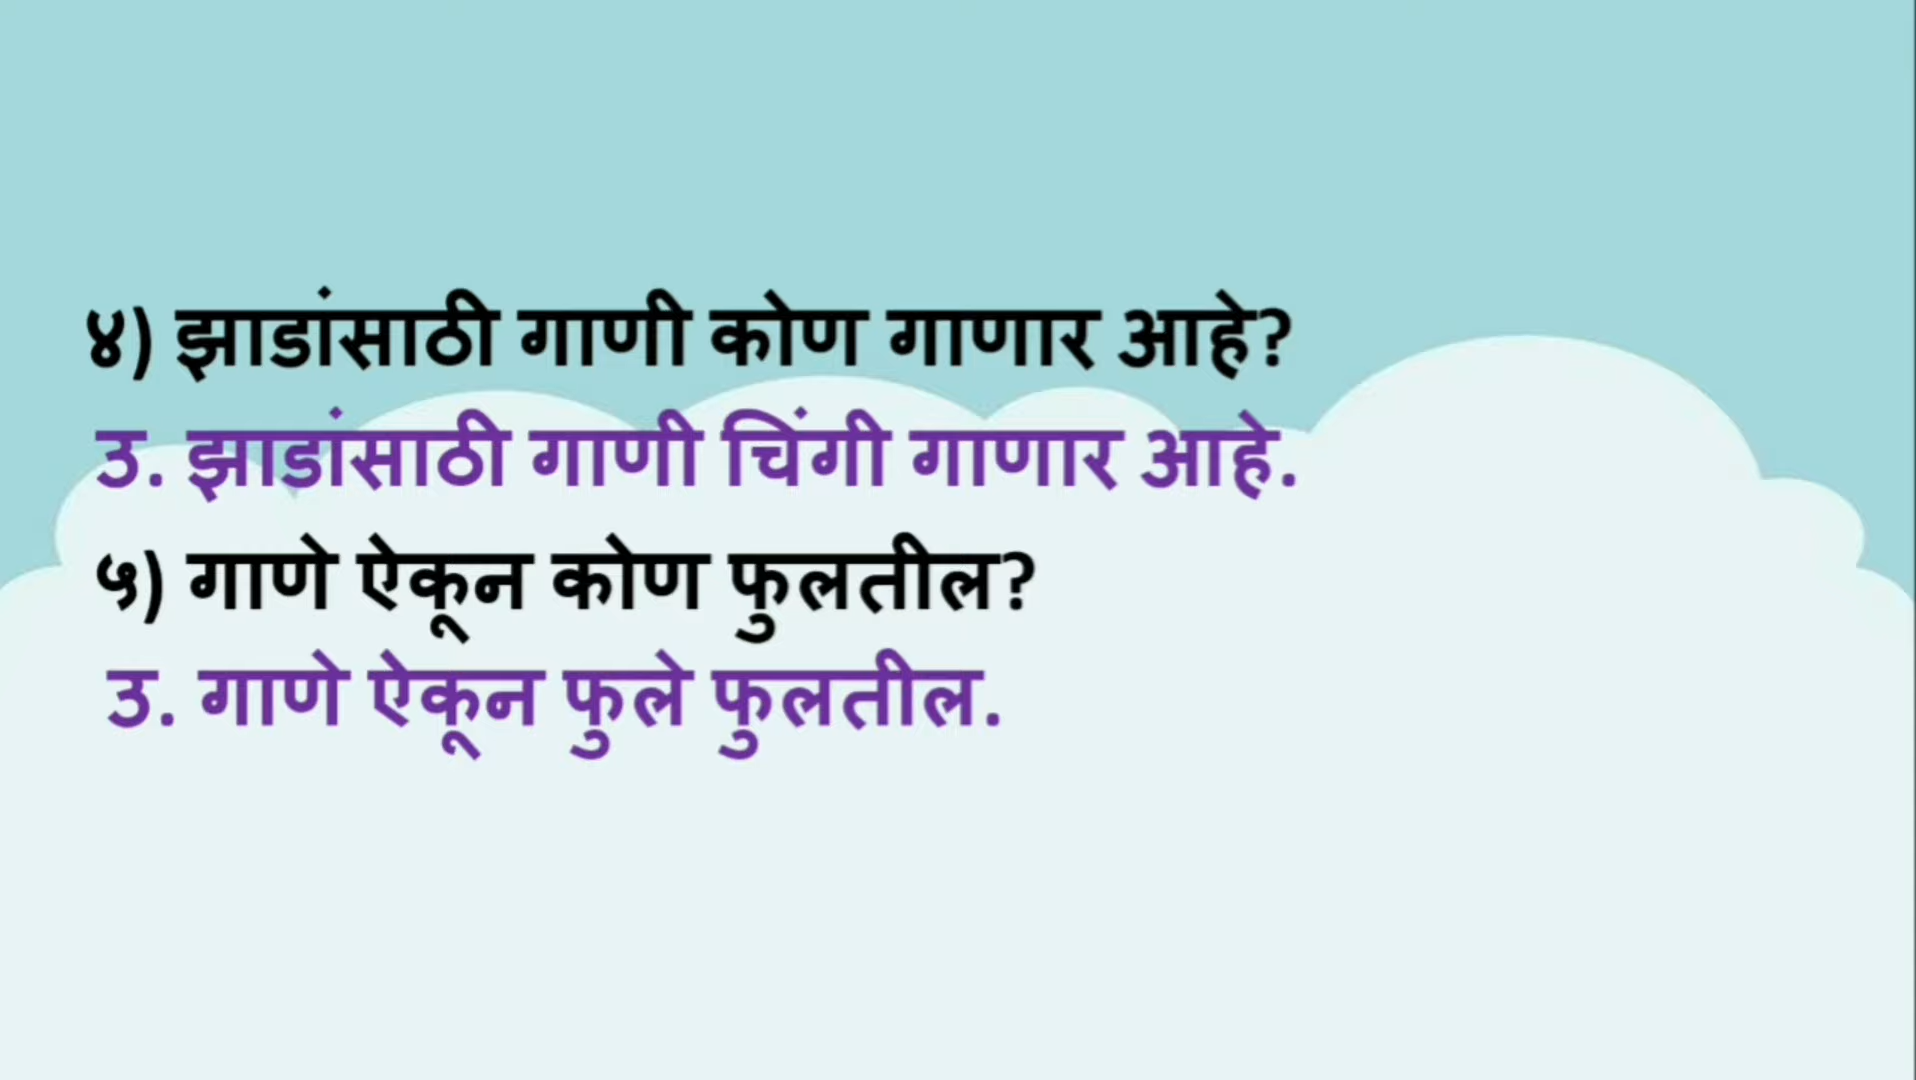 ४) झाडांसाठी गाणी कोण गाणार आहे?
उ. झाडांसाठी गाणी चिंगी गाणार आहे.
५) गाणे ऐकून कोण फुलतील?
उ. गाणे ऐकून फुले फुलतील.